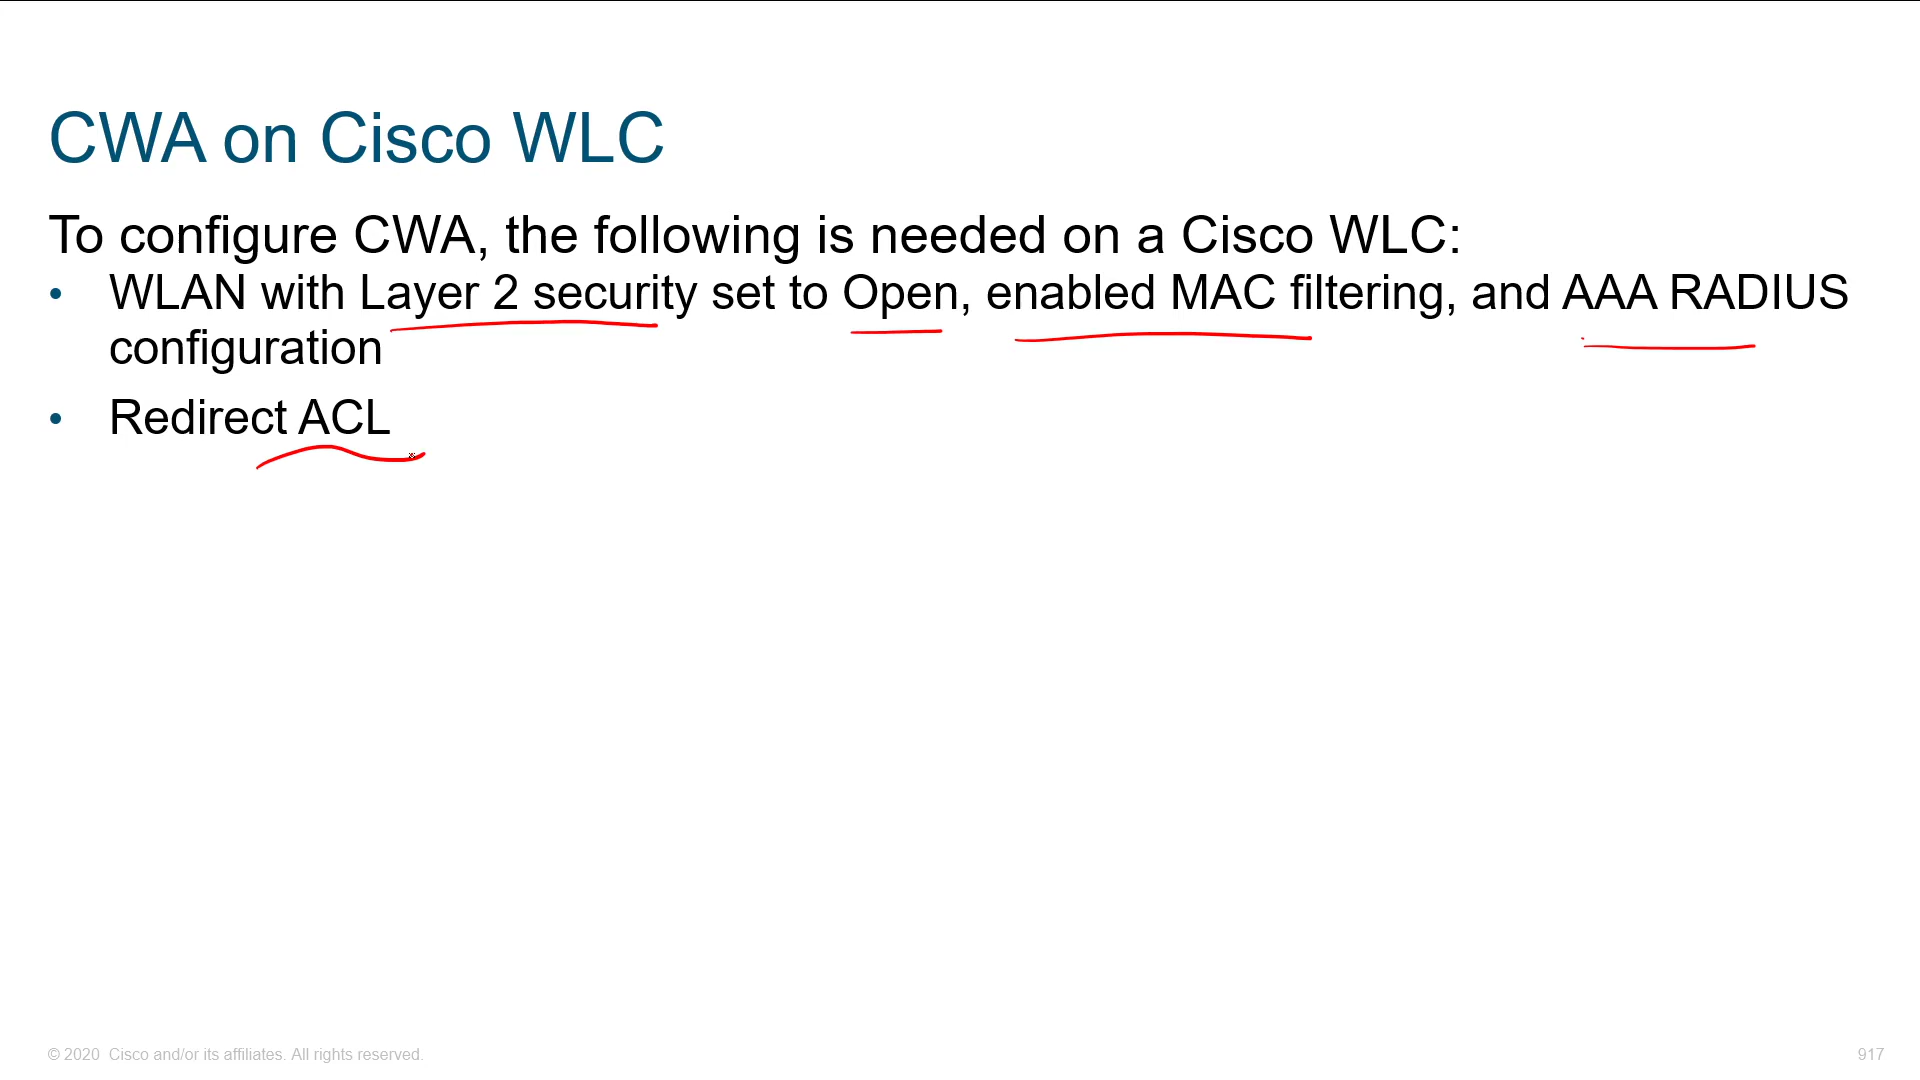 CWA on Cisco WLC
To configure CWA, the following is needed on a Cisco WLC:
• WLAN with Layer 2 security set to Open, enabled MAC filtering, and AAA RADIUS
configuration
• Redirect ACL
© 2020 Cisco and/or its affiliates. All rights reserved.
917